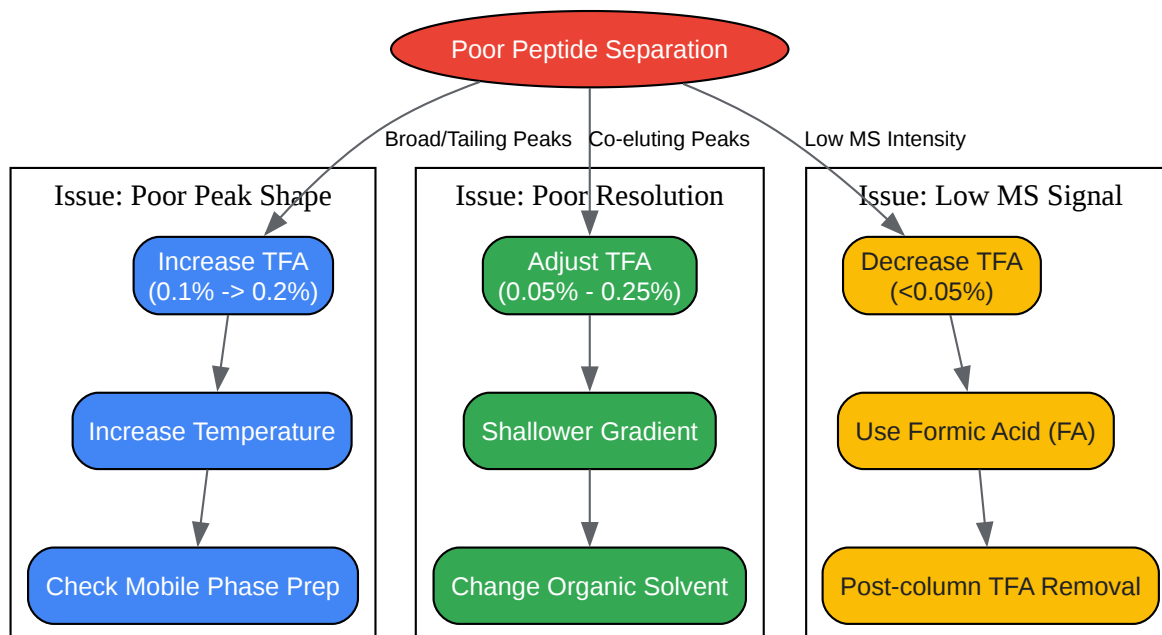 Poor Peptide Separation
Broad/Tailing Peaks
Co-eluting Peaks
Low MS Intensity
Issue: Poor Peak Shape
Increase TFA
(0.1% -> 0.2%)
Increase Temperature
Check Mobile Phase Prep
Issue: Poor Resolution
Adjust TFA
(0.05% - 0.25%)
Shallower Gradient
Change Organic Solvent
Issue: Low MS Signal
Decrease TFA
(<0.05%)
Use Formic Acid (FA)
Post-column TFA Removal